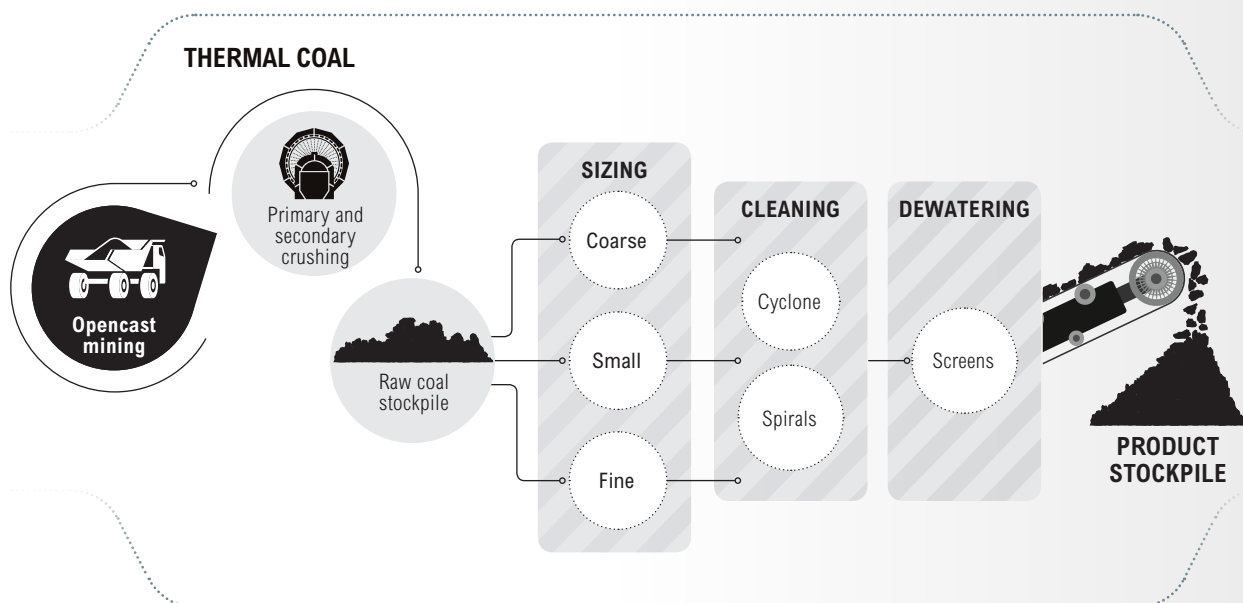 THERMAL COAL
Opencast
mining
Primary and
secondary
crushing
Raw coal
stockpile
SIZING
Coarse
Small
Fine
CLEANING
Cyclone
Spirals
DEWATERING
Screens
PRODUCT
STOCKPILE